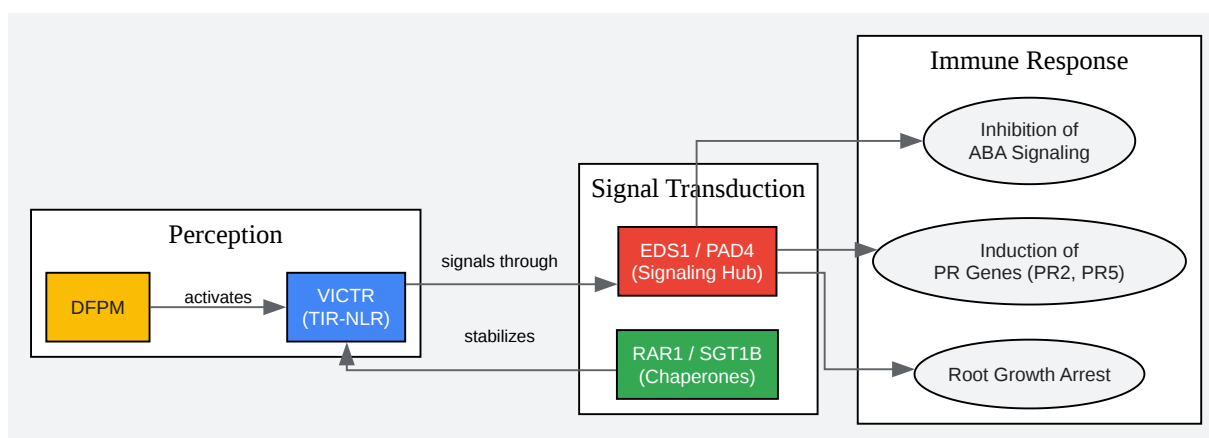 Perception
DFPM
activates
VICTR
(TIR-NLR)
signals through
stabilizes
Signal Transduction
EDS1 / PAD4
(Signaling Hub)
RAR1 / SGT1B
(Chaperones)
Immune Response
Inhibition of
ABA Signaling
Induction of
PR Genes (PR2, PR5)
Root Growth Arrest